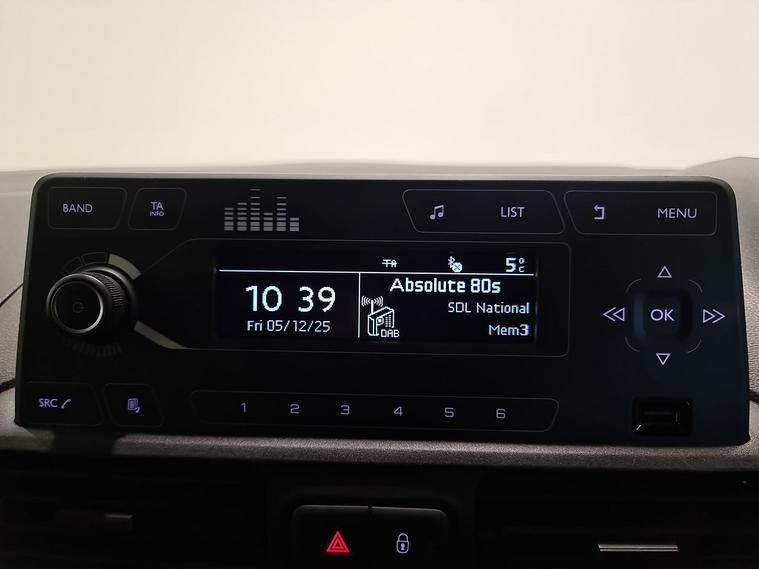 BAND
TA
INFO
LIST
MENU
TA
5°C
10 39
Absolute 80s
SDL National
Fri 05/12/25
DAB
Mem3
OK
SRC
1 2 3 4 5 6